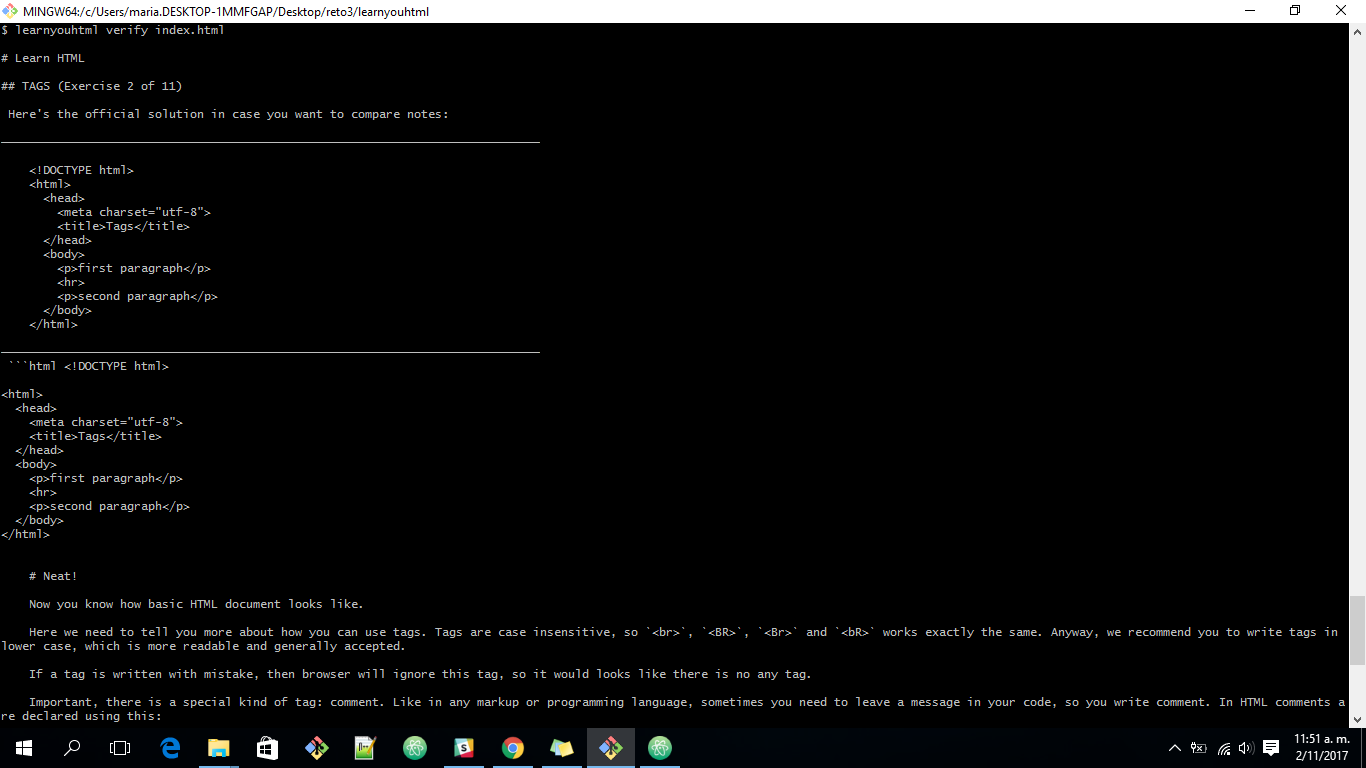 MINGW64:/c/Users/maria.DESKTOP-1MMFGAP/Desktop/reto3/learnyouhtml
$ learnyouhtml verify index.html
# Learn HTML
## TAGS (Exercise 2 of 11)
Here's the official solution in case you want to compare notes:
<!DOCTYPE html>
<html>
<head>
<meta charset="utf-8">
<title>Tags</title>
</head>
<body>
<p>first paragraph</p>
<hr>
<p>second paragraph</p>
</body>
</html>
```html <!DOCTYPE html>
<html>
<head>
<meta charset="utf-8">
<title>Tags</title>
</head>
<body>
<p>first paragraph</p>
<hr>
<p>second paragraph</p>
</body>
</html>
# Neat!
Now you know how basic HTML document looks like.
Here we need to tell you more about how you can use tags. Tags are case insensitive, so `<br>`, `<BR>`, `<Br>` and `<bR>` works exactly the same. Anyway, we recommend you to write tags in
lower case, which is more readable and generally accepted.
If a tag is written with mistake, then browser will ignore this tag, so it would looks like there is no any tag.
Important, there is a special kind of tag: comment. Like in any markup or programming language, sometimes you need to leave a message in your code, so you write comment. In HTML comments a
re declared using this:
11:51 a. m.
2/11/2017